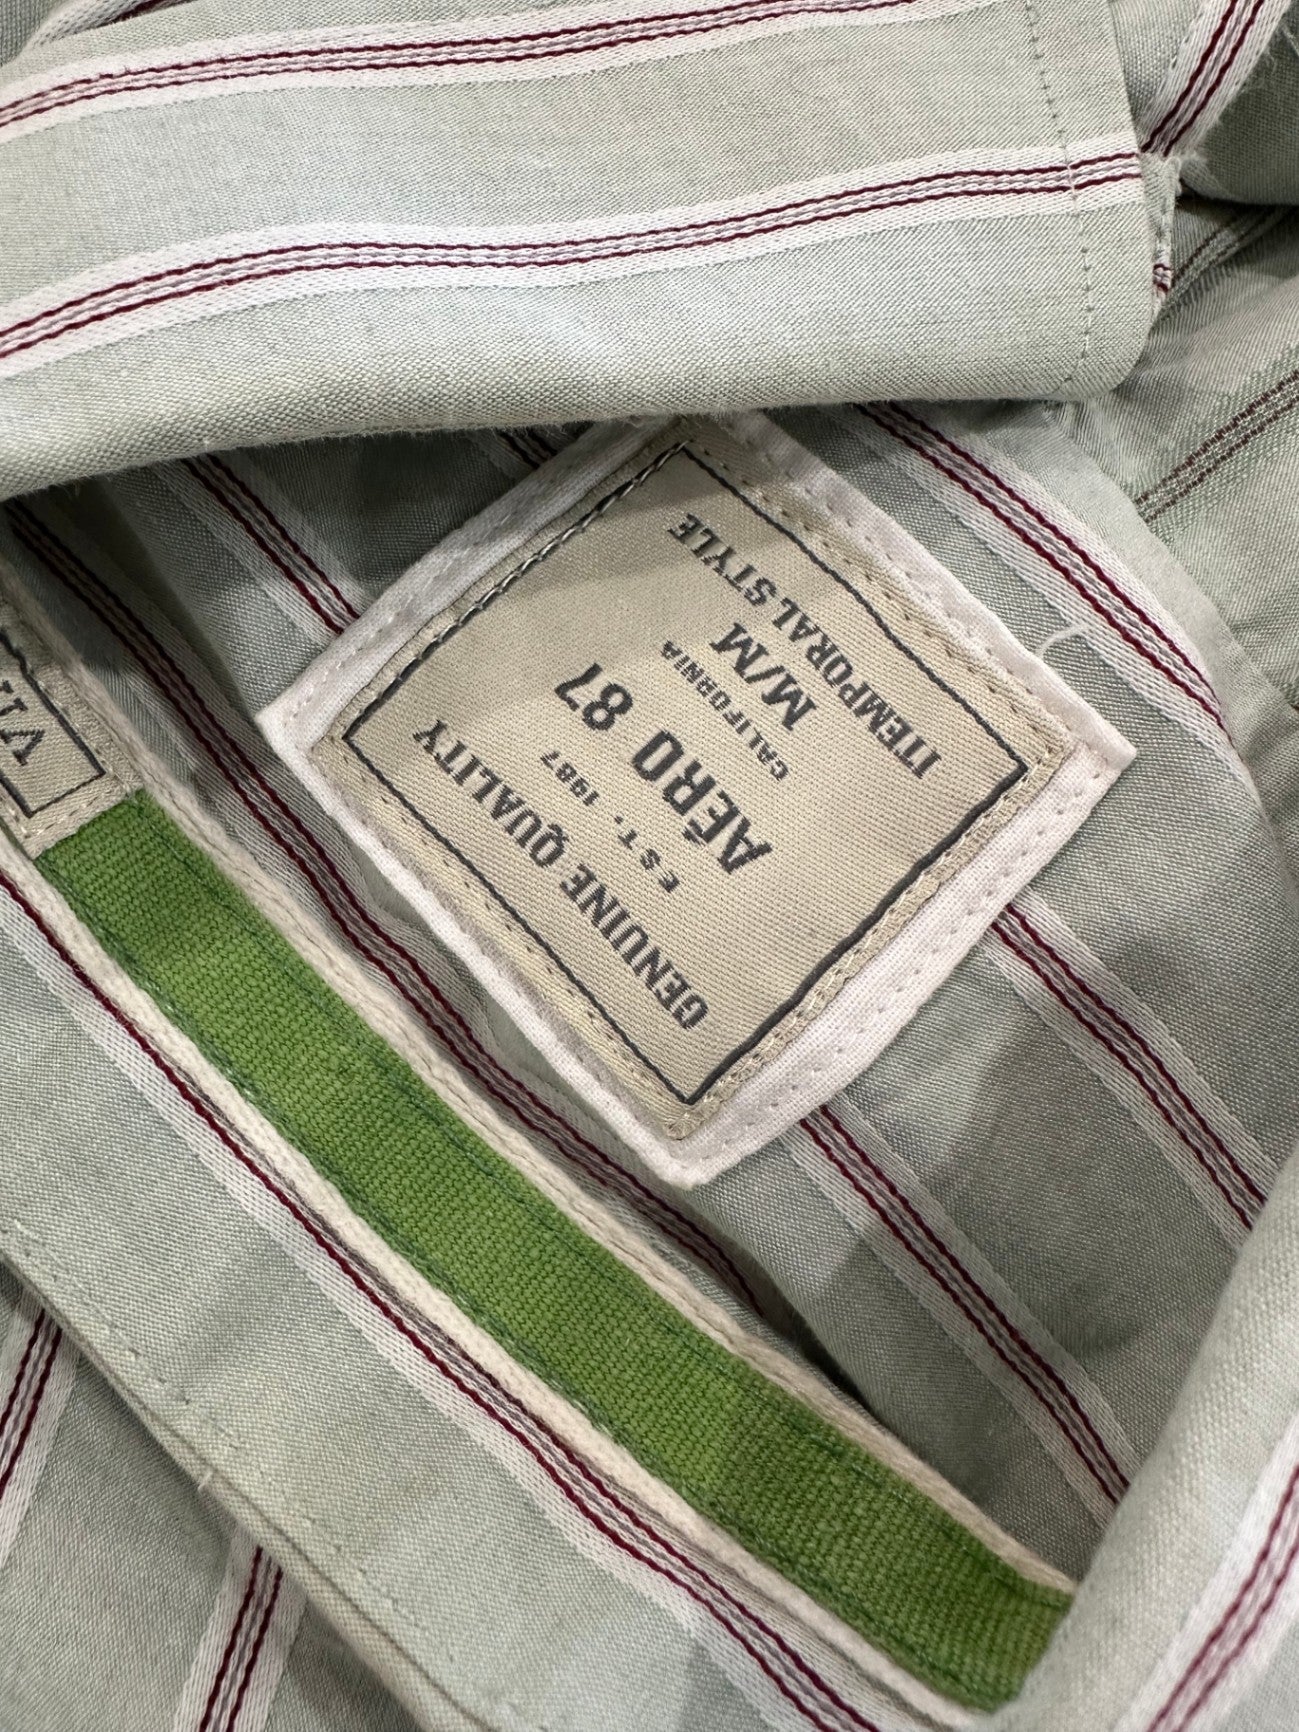 GENUINE QUALITY
EST. 1987
AÉRO 87
CALIFORNIA
M/M
ITEMPORAL STYLE